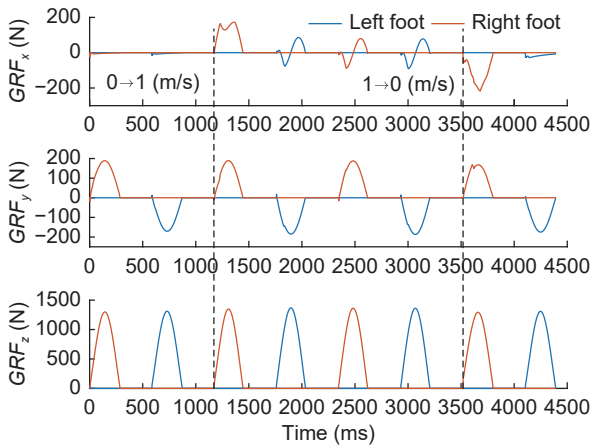 Left foot Right foot
GRFx (N)
200
0
−200
0→1 (m/s)
1→0 (m/s)
0 500 1000 1500 2000 2500 3000 3500 4000 4500
GRFy (N)
200
100
0
−100
−200
0 500 1000 1500 2000 2500 3000 3500 4000 4500
GRFz (N)
1500
1000
500
0
0 500 1000 1500 2000 2500 3000 3500 4000 4500
Time (ms)